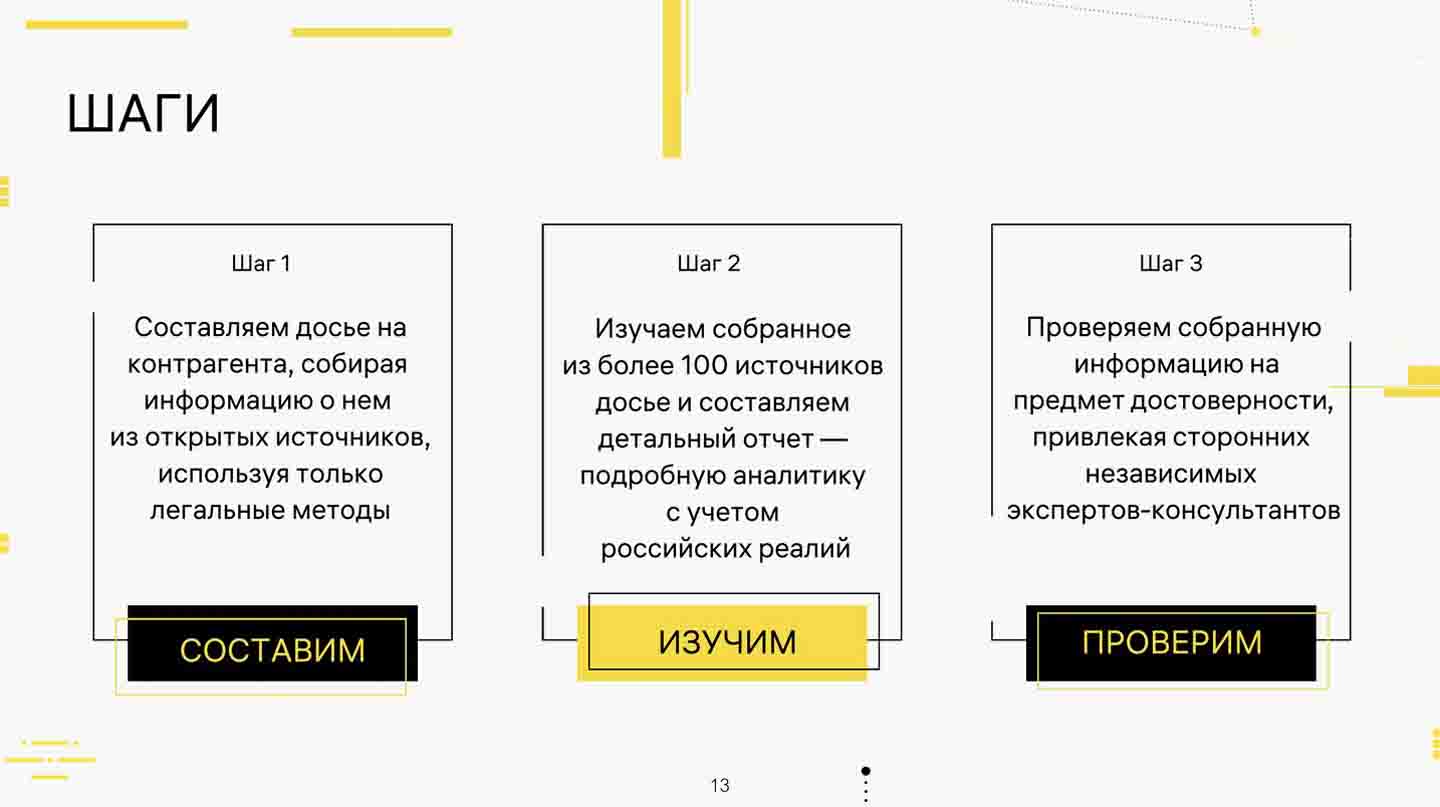 ШАГИ
Шаг 1
Составляем досье на
контрагента, собирая
информацию о нем
из открытых источников,
используя только
легальные методы
СОСТАВИМ
Шаг 2
Изучаем собранное
из более 100 источников
досье и составляем
детальный отчет —
подробную аналитику
с учетом
российских реалий
ИЗУЧИМ
Шаг 3
Проверяем собранную
информацию на
предмет достоверности,
привлекая сторонних
независимых
экспертов-консультантов
ПРОВЕРИМ
13